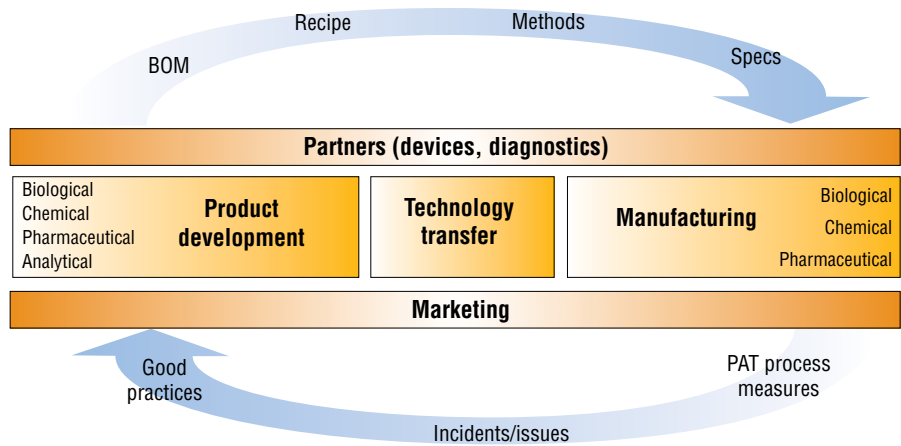 Recipe
Methods
BOM
Specs
Partners (devices, diagnostics)
Biological
Chemical
Pharmaceutical
Analytical
Product
development
Technology
transfer
Manufacturing
Biological
Chemical
Pharmaceutical
Marketing
Good
practices
PAT process
measures
Incidents/issues